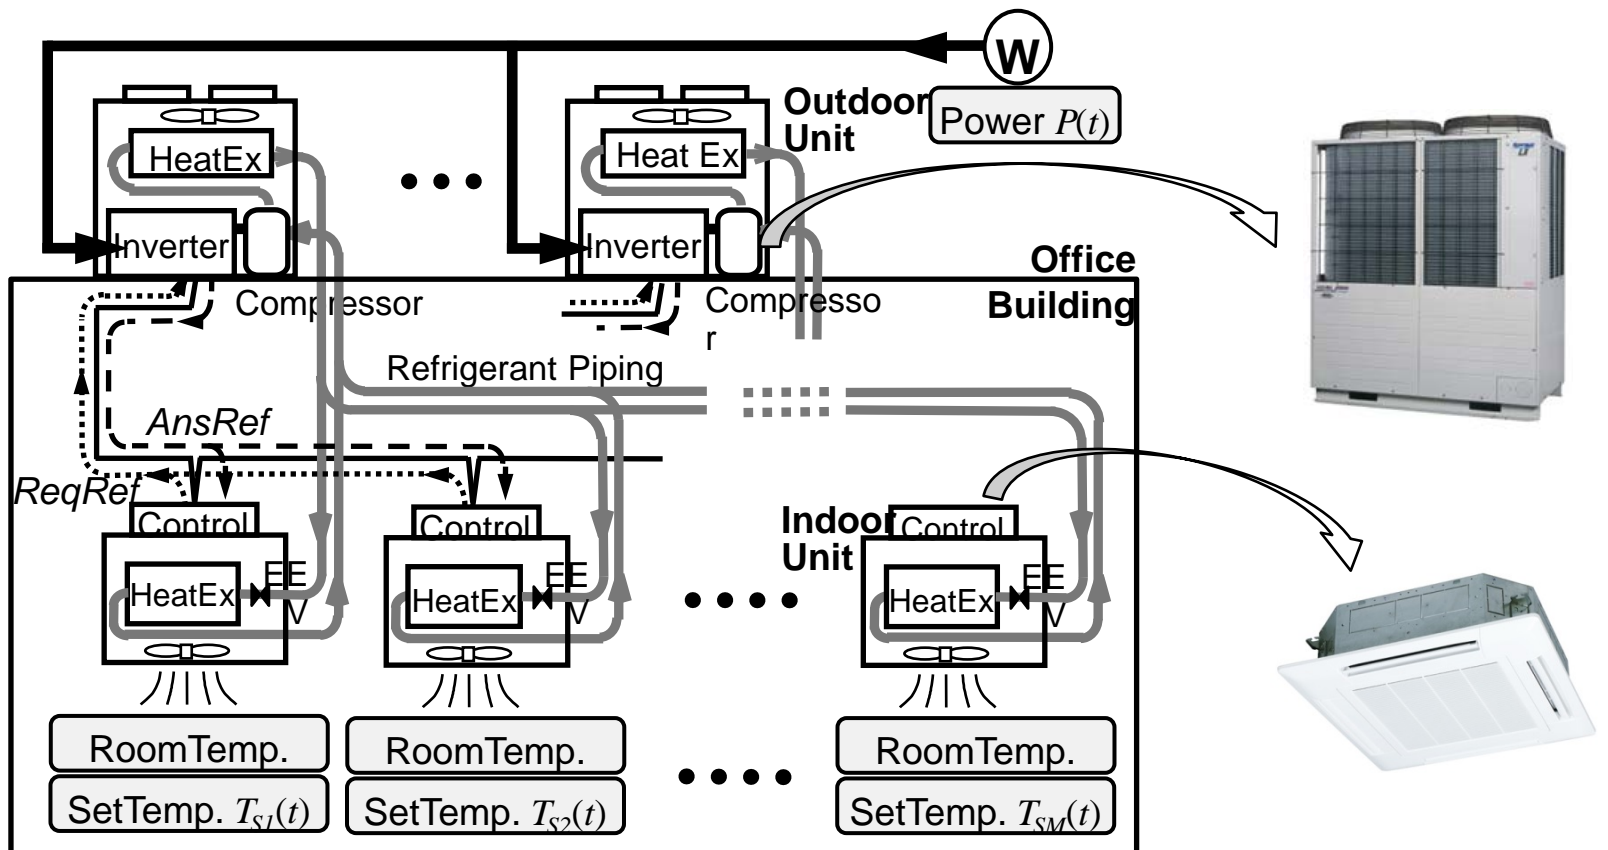 W
Outdoor
Unit
Power P(t)
HeatEx
Heat Ex
Inverter
Inverter
Office
Building
Compressor
Compresso
r
Refrigerant Piping
AnsRef
ReqRef
Control
Control
Indoor
Unit
Control
HeatEx
EE
V
HeatEx
EE
V
HeatEx
EE
V
RoomTemp.
RoomTemp.
RoomTemp.
SetTemp. TS1(t)
SetTemp. TS2(t)
SetTemp. TSM(t)